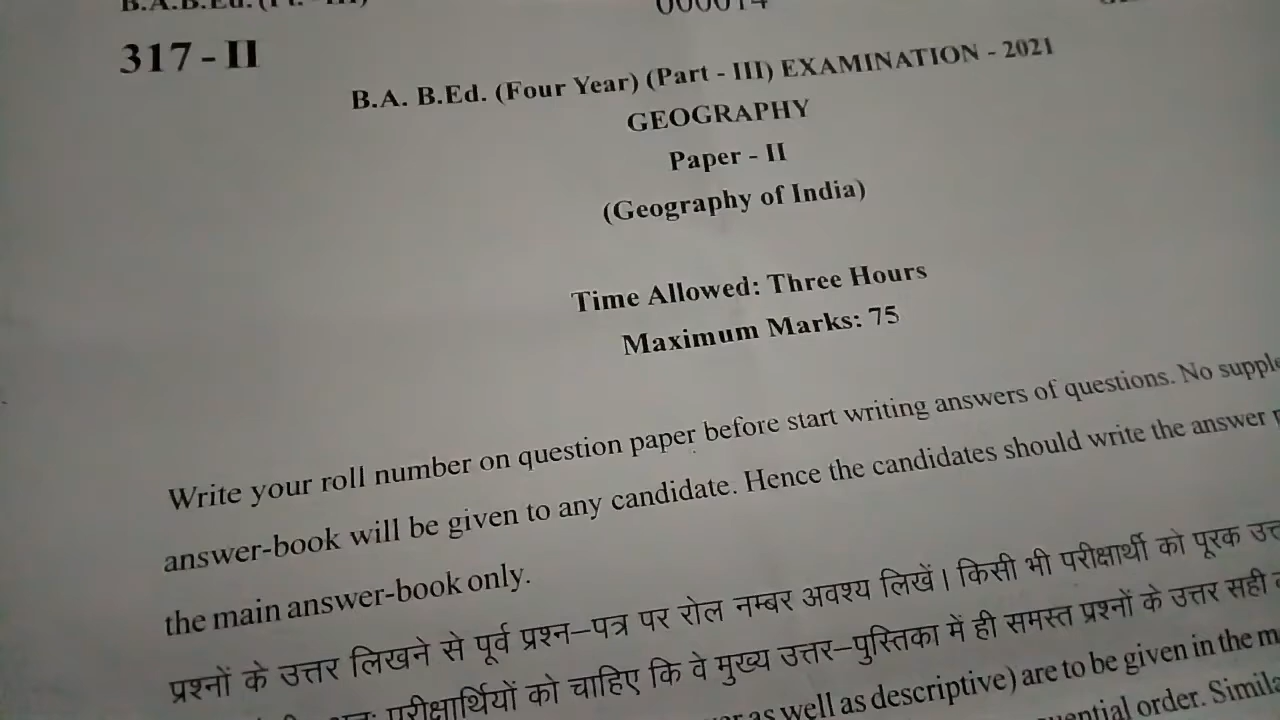 317 - II
B.A. B.Ed. (Four Year) (Part - III) EXAMINATION - 2021
GEOGRAPHY
Paper - II
(Geography of India)
Time Allowed: Three Hours
Maximum Marks: 75
Write your roll number on question paper before start writing answers of questions. No
answer-book will be given to any candidate. Hence the candidates should write the answer
the main answer-book only.
प्रश्नों के उत्तर लिखने से पूर्व प्रश्न–पत्र पर रोल नम्बर अवश्य लिखें। किसी भी परीक्षार्थी को पूरक
परीक्षार्थियों को चाहिए कि वे मुख्य उत्तर–पुस्तिका में ही समस्त प्रश्नों के उत्तर सही
as well as descriptive) are to be given in the
order.